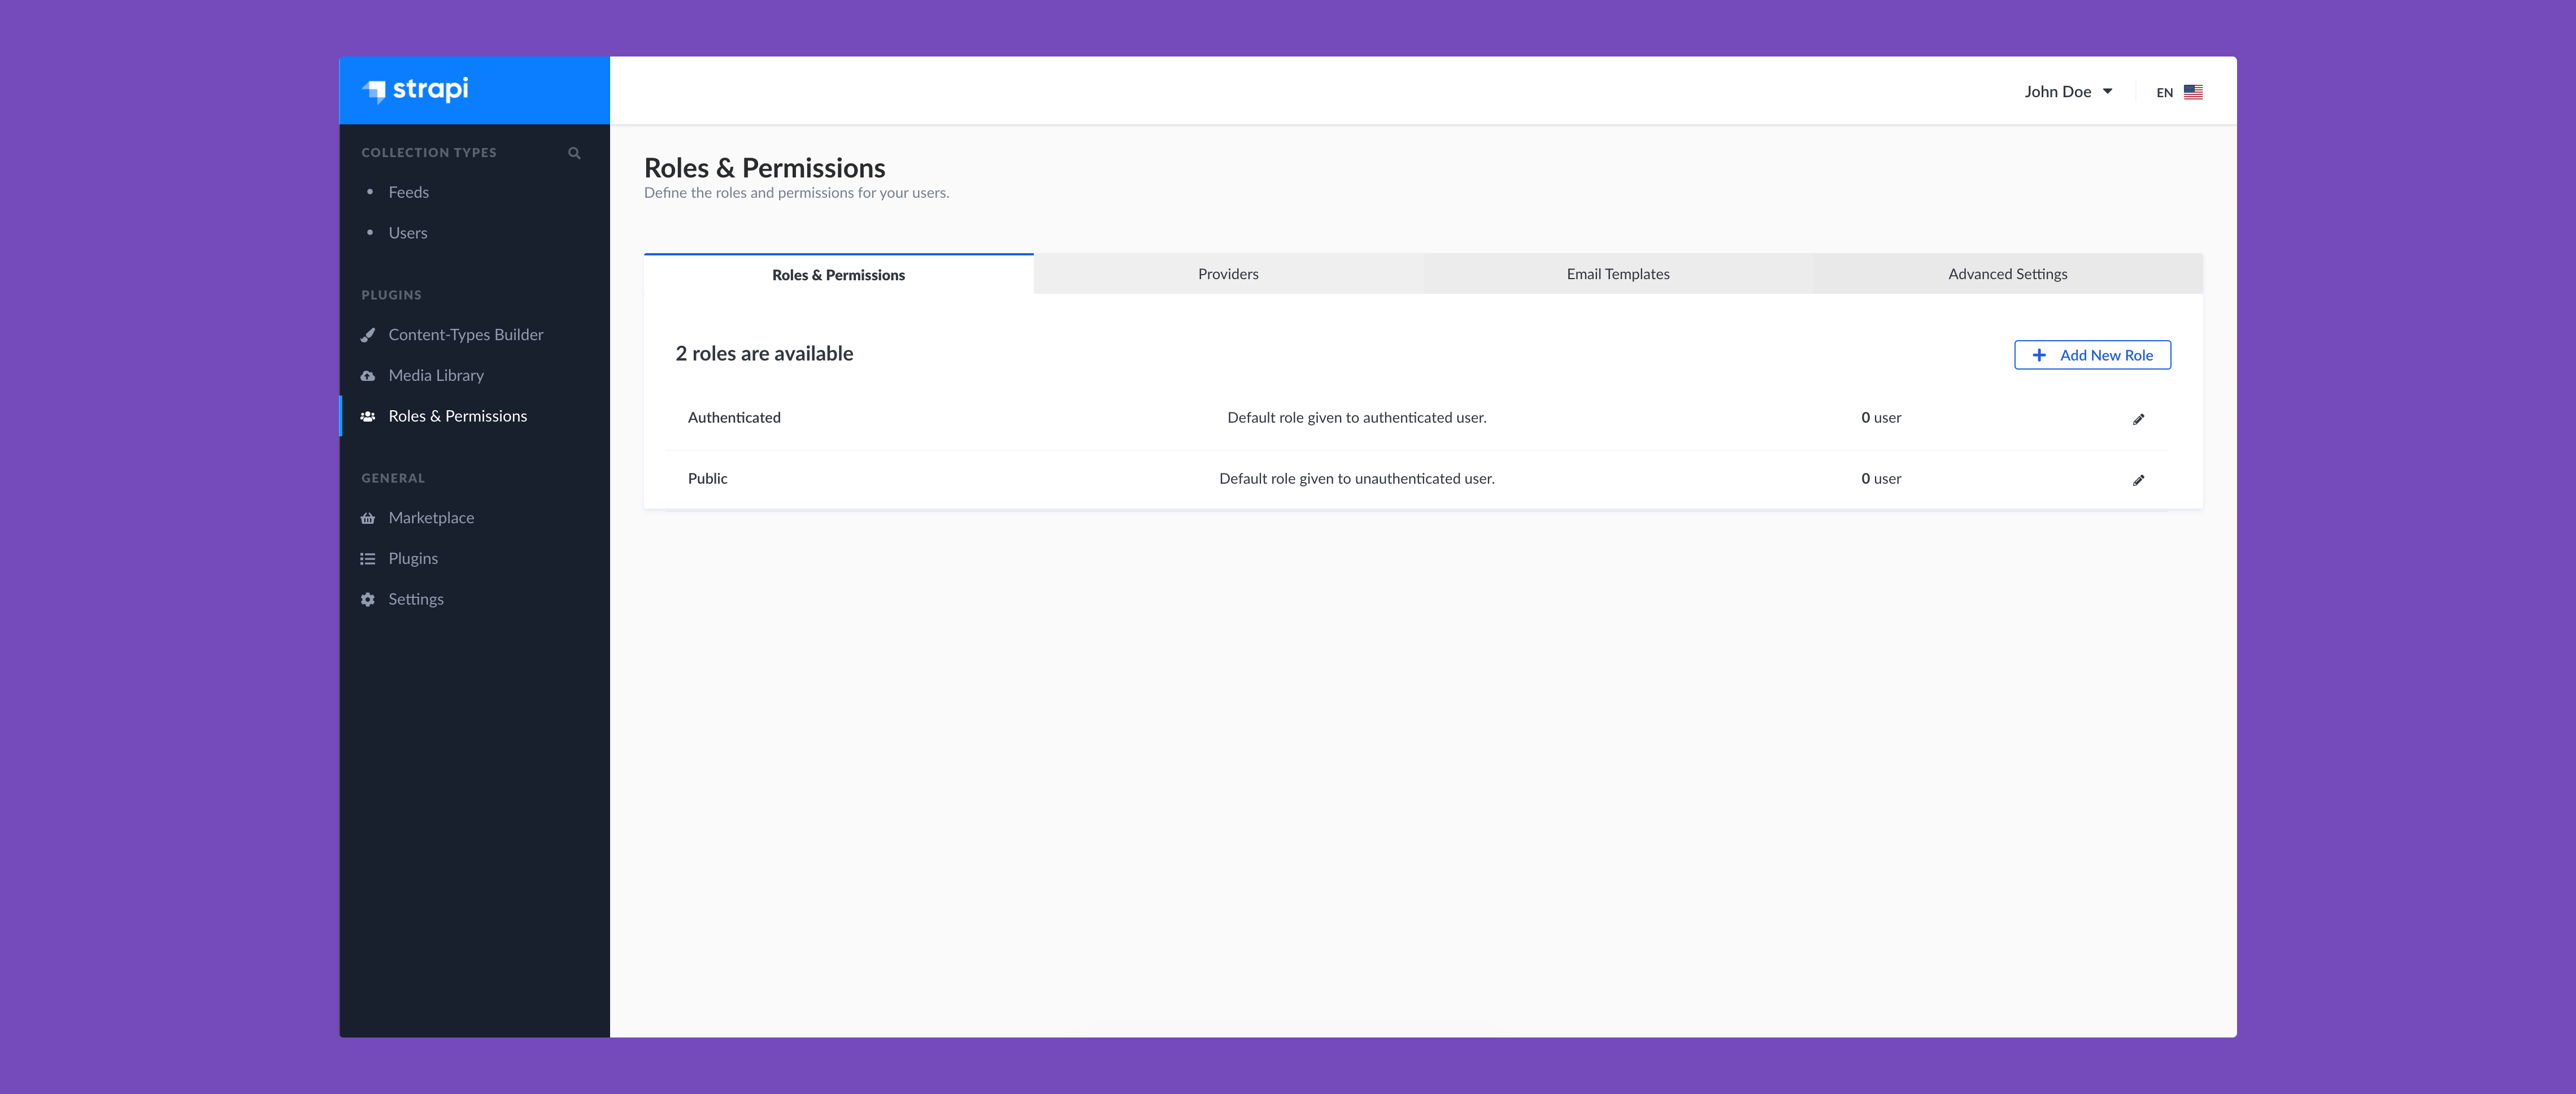 strapi
John Doe
EN
COLLECTION TYPES
Feeds
Users
PLUGINS
Content-Types Builder
Media Library
Roles & Permissions
GENERAL
Marketplace
Plugins
Settings
Roles & Permissions
Define the roles and permissions for your users.
Roles & Permissions Providers Email Templates Advanced Settings
2 roles are available
Add New Role
Authenticated Default role given to authenticated user. 0 user
Public Default role given to unauthenticated user. 0 user